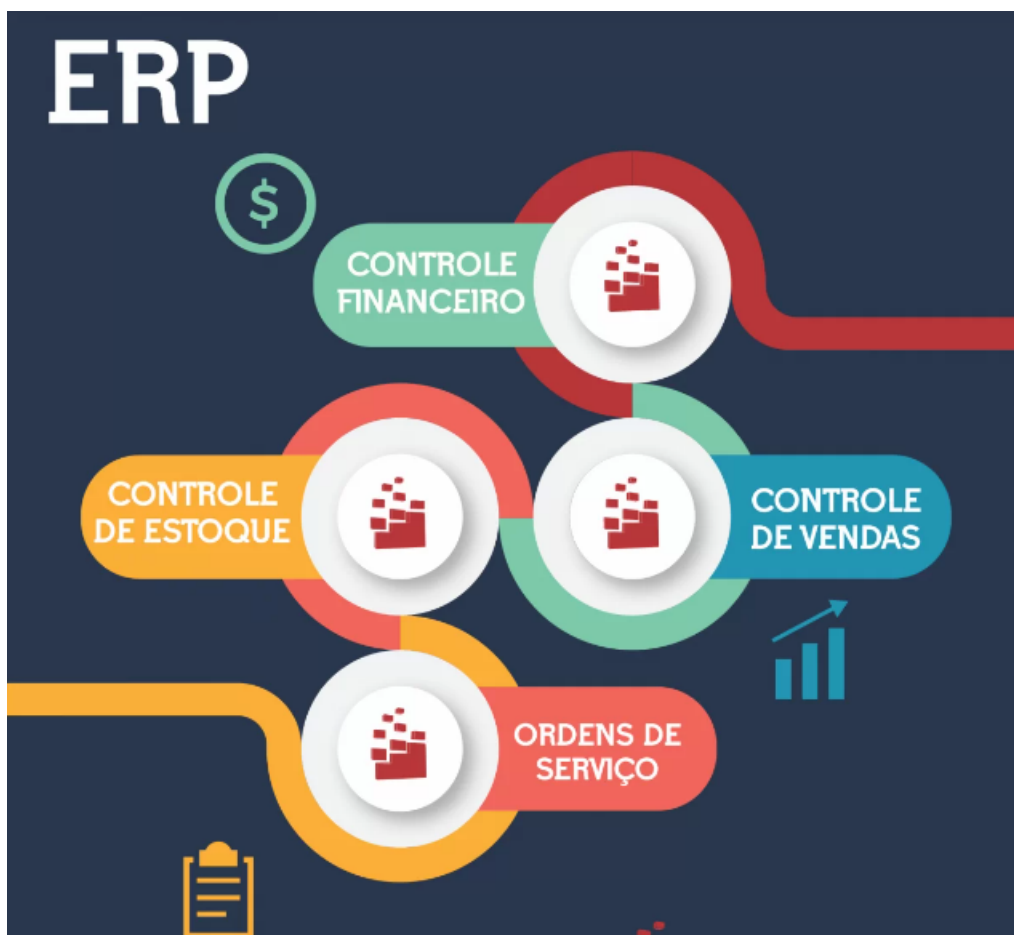 ERP
$
CONTROLE
FINANCEIRO
CONTROLE
DE ESTOQUE
CONTROLE
DE VENDAS
ORDENS DE
SERVIÇO